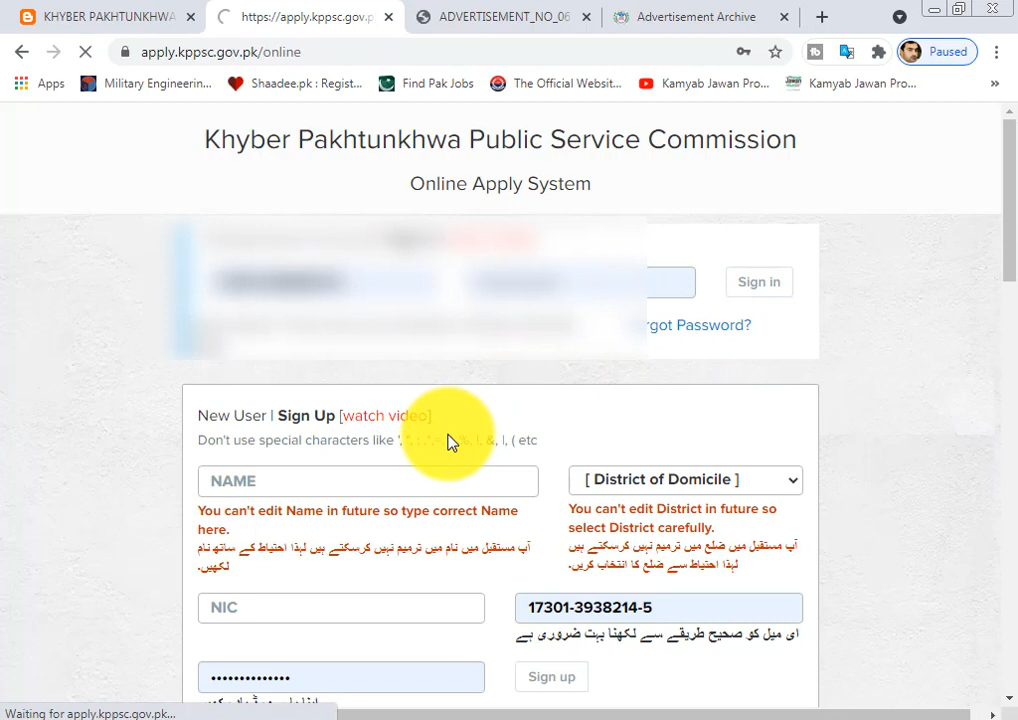 KHYBER PAKHTUNKHWA
https://apply.kppsc.gov.p
ADVERTISEMENT_NO_06
Advertisement Archive
apply.kppsc.gov.pk/online
Paused
Apps
Military Engineerin...
Shaadee.pk : Regist...
Find Pak Jobs
The Official Websit...
Kamyab Jawan Pro...
Kamyab Jawan Pro...
Khyber Pakhtunkhwa Public Service Commission
Online Apply System
Sign in
rgot Password?
New User | Sign Up [watch video]
Don't use special characters like ', &, |, ( etc
NAME
[ District of Domicile ]
You can't edit Name in future so type correct Name
here.
آپ مستقبل میں نام میں ترمیم نہیں کرسکتے ہیں لہذا احتیاط کے ساتھ نام
لکھیں۔
You can't edit District in future so
select District carefully.
آپ مستقبل میں ضلع میں ترمیم نہیں کرسکتے ہیں
لہذا احتیاط سے ضلع کا انتخاب کریں۔
NIC
17301-3938214-5
ای میل کو صحیح طریقے سے لکھنا بہت ضروری ہے
••••••••••••••
Sign up
Waiting for apply.kppsc.gov.pk...